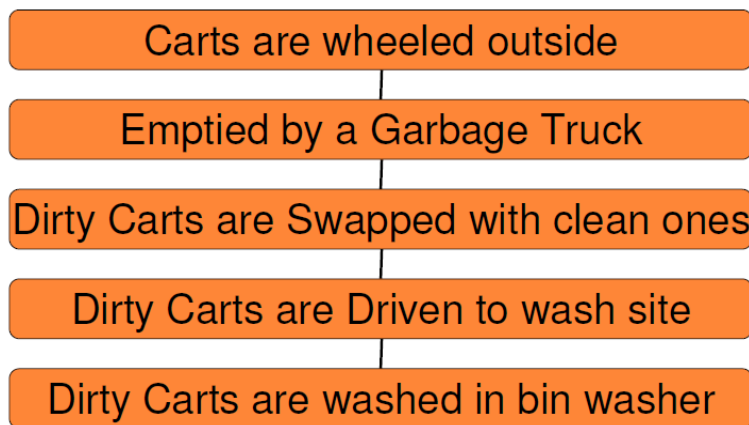 Carts are wheeled outside
Emptied by a Garbage Truck
Dirty Carts are Swapped with clean ones
Dirty Carts are Driven to wash site
Dirty Carts are washed in bin washer